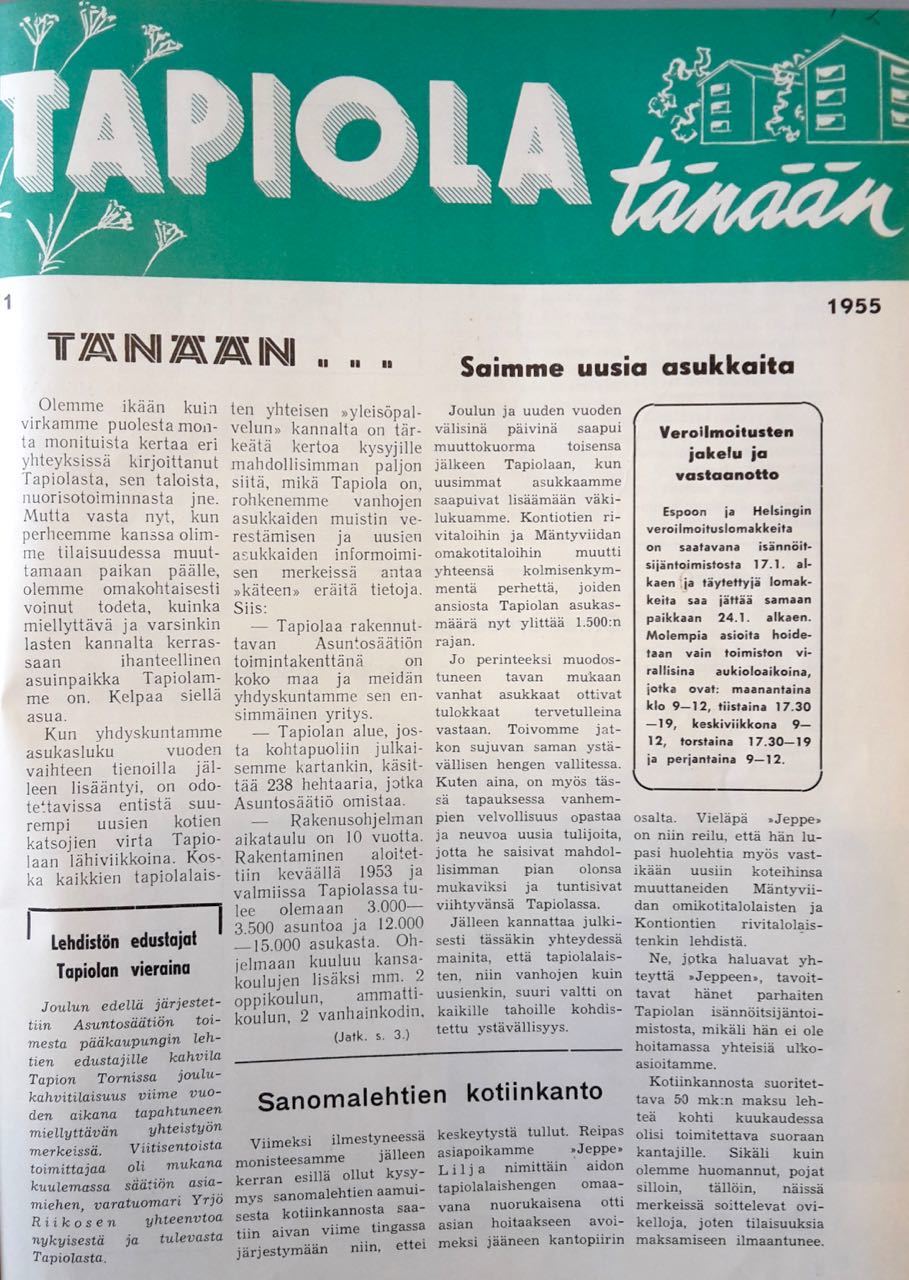 TAPIOLA
tänään
1
1955
TÄNÄÄN . . .
Olemme ikään kuin
virkamme puolesta mon-
ta monituista kertaa eri
yhteyksissä kirjoittanut
Tapiolasta, sen taloista,
nuorisotoiminnasta jne.
Mutta vasta nyt, kun
perheemme kanssa olim-
me tilaisuudessa muut-
tamaan paikan päälle,
olemme omakohtaisesti
voinut todeta, kuinka
miellyttävä ja varsinkin
lasten kannalta kerras-
saan ihanteellinen
asuinpaikka Tapiolam-
me on. Kelpaa siellä
asua.
Kun yhdyskuntamme
asukasluku vuoden
vaihteen tienoilla jäl-
leen lisääntyi, on odo-
tettavissa entistä suu-
rempi uusien kotien
katsojien virta Tapio-
laan lähiviikkoina. Kos-
ka kaikkien tapiolalais-
ten yhteisen »yleisöpal-
velun» kannalta on tär-
keätä kertoa kysyjille
mahdollisimman paljon
siitä, mikä Tapiola on,
rohkenemme vanhojen
asukkaiden muistin ve-
restämisen ja uusien
asukkaiden informoimi-
sen merkeissä antaa
»käteen» eräitä tietoja.
Siis:
— Tapiolaa rakennut-
tavan Asuntosäätiön
toimintakenttänä on
koko maa ja meidän
yhdyskuntamme sen en-
simmäinen yritys.
— Tapiolan alue, jos-
ta kohtapuoliin julkai-
semme kartankin, käsit-
tää 238 hehtaaria, jotka
Asuntosäätiö omistaa.
— Rakenusohjelman
aikataulu on 10 vuotta.
Rakentaminen aloitet-
tiin keväällä 1953 ja
valmiissa Tapiolassa tu-
lee olemaan 3.000—
3.500 asuntoa ja 12.000
—15.000 asukasta. Oh-
jelmaan kuuluu kansa-
koulujen lisäksi mm. 2
oppikoulun, ammatti-
koulun, 2 vanhainkodin,
(Jatk. s. 3.)
Lehdistön edustajat
Tapiolan vieraina
Joulun edellä järjestet-
tiin Asuntosäätiön toi-
mesta pääkaupungin leh-
tien edustajille kahvila
Tapion Tornissa joulu-
kahvitilaisuus viime vuo-
den aikana tapahtuneen
miellyttävän yhteistyön
merkeissä. Viitisentoista
toimittajaa oli mukana
kuulemassa säätiön asia-
miehen, varatuomari Yrjö
Riikosen yhteenvtoa
nykyisestä ja tulevasta
Tapiolasta.
Saimme uusia asukkaita
Joulun ja uuden vuoden
välisinä päivinä saapui
muuttokuorma toisensa
jälkeen Tapiolaan, kun
uusimmat asukkaamme
saapuivat lisäämään väki-
lukuamme. Kontiotien ri-
vitaloihin ja Mäntyviidan
omakotitaloihin muutti
yhteensä kolmisenkym-
mentä perhettä, joiden
ansiosta Tapiolan asukas-
määrä nyt ylittää 1.500:n
rajan.
Jo perinteeksi muodos-
tuneen tavan mukaan
vanhat asukkaat ottivat
tulokkaat tervetulleina
vastaan. Toivomme jat-
kon sujuvan saman ystä-
vällisen hengen vallitessa.
Kuten aina, on myös täs-
sä tapauksessa vanhem-
pien velvollisuus opastaa
ja neuvoa uusia tulijoita,
jotta he saisivat mahdol-
lisimman pian olonsa
mukaviksi ja tuntisivat
viihtyvänsä Tapiolassa.
Jälleen kannattaa julki-
sesti tässäkin yhteydessä
mainita, että tapiolalais-
ten, niin vanhojen kuin
uusienkin, suuri valtti on
kaikille tahoille kohdis-
tettu ystävällisyys.
Veroilmoitusten
jakelu ja
vastaanotto
Espoon ja Helsingin
veroilmoituslomakkeita
on saatavana isännöit-
sijäntoimistosta 17.1. al-
kaen ja täytettyjä lomak-
keita saa jättää samaan
paikkaan 24.1. alkaen.
Molempia asioita hoide-
taan vain toimiston vi-
rallisina aukioloaikoina,
jotka ovat: maanantaina
klo 9—12, tiistaina 17.30
—19, keskiviikkona 9—
12, torstaina 17.30—19
ja perjantaina 9—12.
Sanomalehtien kotiinkanto
Viimeksi ilmestyneessä
monisteesamme jälleen
kerran esillä ollut kysy-
mys sanomalehtien aamui-
sesta kotiinkannosta saa-
tiin aivan viime tingassa
järjestymään niin, ettei
keskeytystä tullut. Reipas
asiapoikamme »Jeppe»
Lilja nimittäin aidon
tapiolalaishengen omaa-
vana nuorukaisena otti
asian hoitaakseen avoi-
meksi jääneen kantopiirin
osalta. Vieläpä »Jeppe»
on niin reilu, että hän lu-
pasi huolehtia myös vast-
ikään uusiin koteihinsa
muuttaneiden Mäntyvii-
dan omikotitalolaisten ja
Kontiontien rivitalolais-
tenkin lehdistä.
Ne, jotka haluavat yh-
teyttä »Jeppeen», tavoit-
tavat hänet parhaiten
Tapiolan isännöitsijäntoi-
mistosta, mikäli hän ei ole
hoitamassa yhteisiä ulko-
asioitamme.
Kotiinkannosta suoritet-
tava 50 mk:n maksu leh-
teä kohti kuukaudessa
olisi toimitettava suoraan
kantajille. Sikäli kuin
olemme huomannut, pojat
silloin, tällöin, näissä
merkeissä soittelevat ovi-
kelloja, joten tilaisuuksia
maksamiseen ilmaantunee.